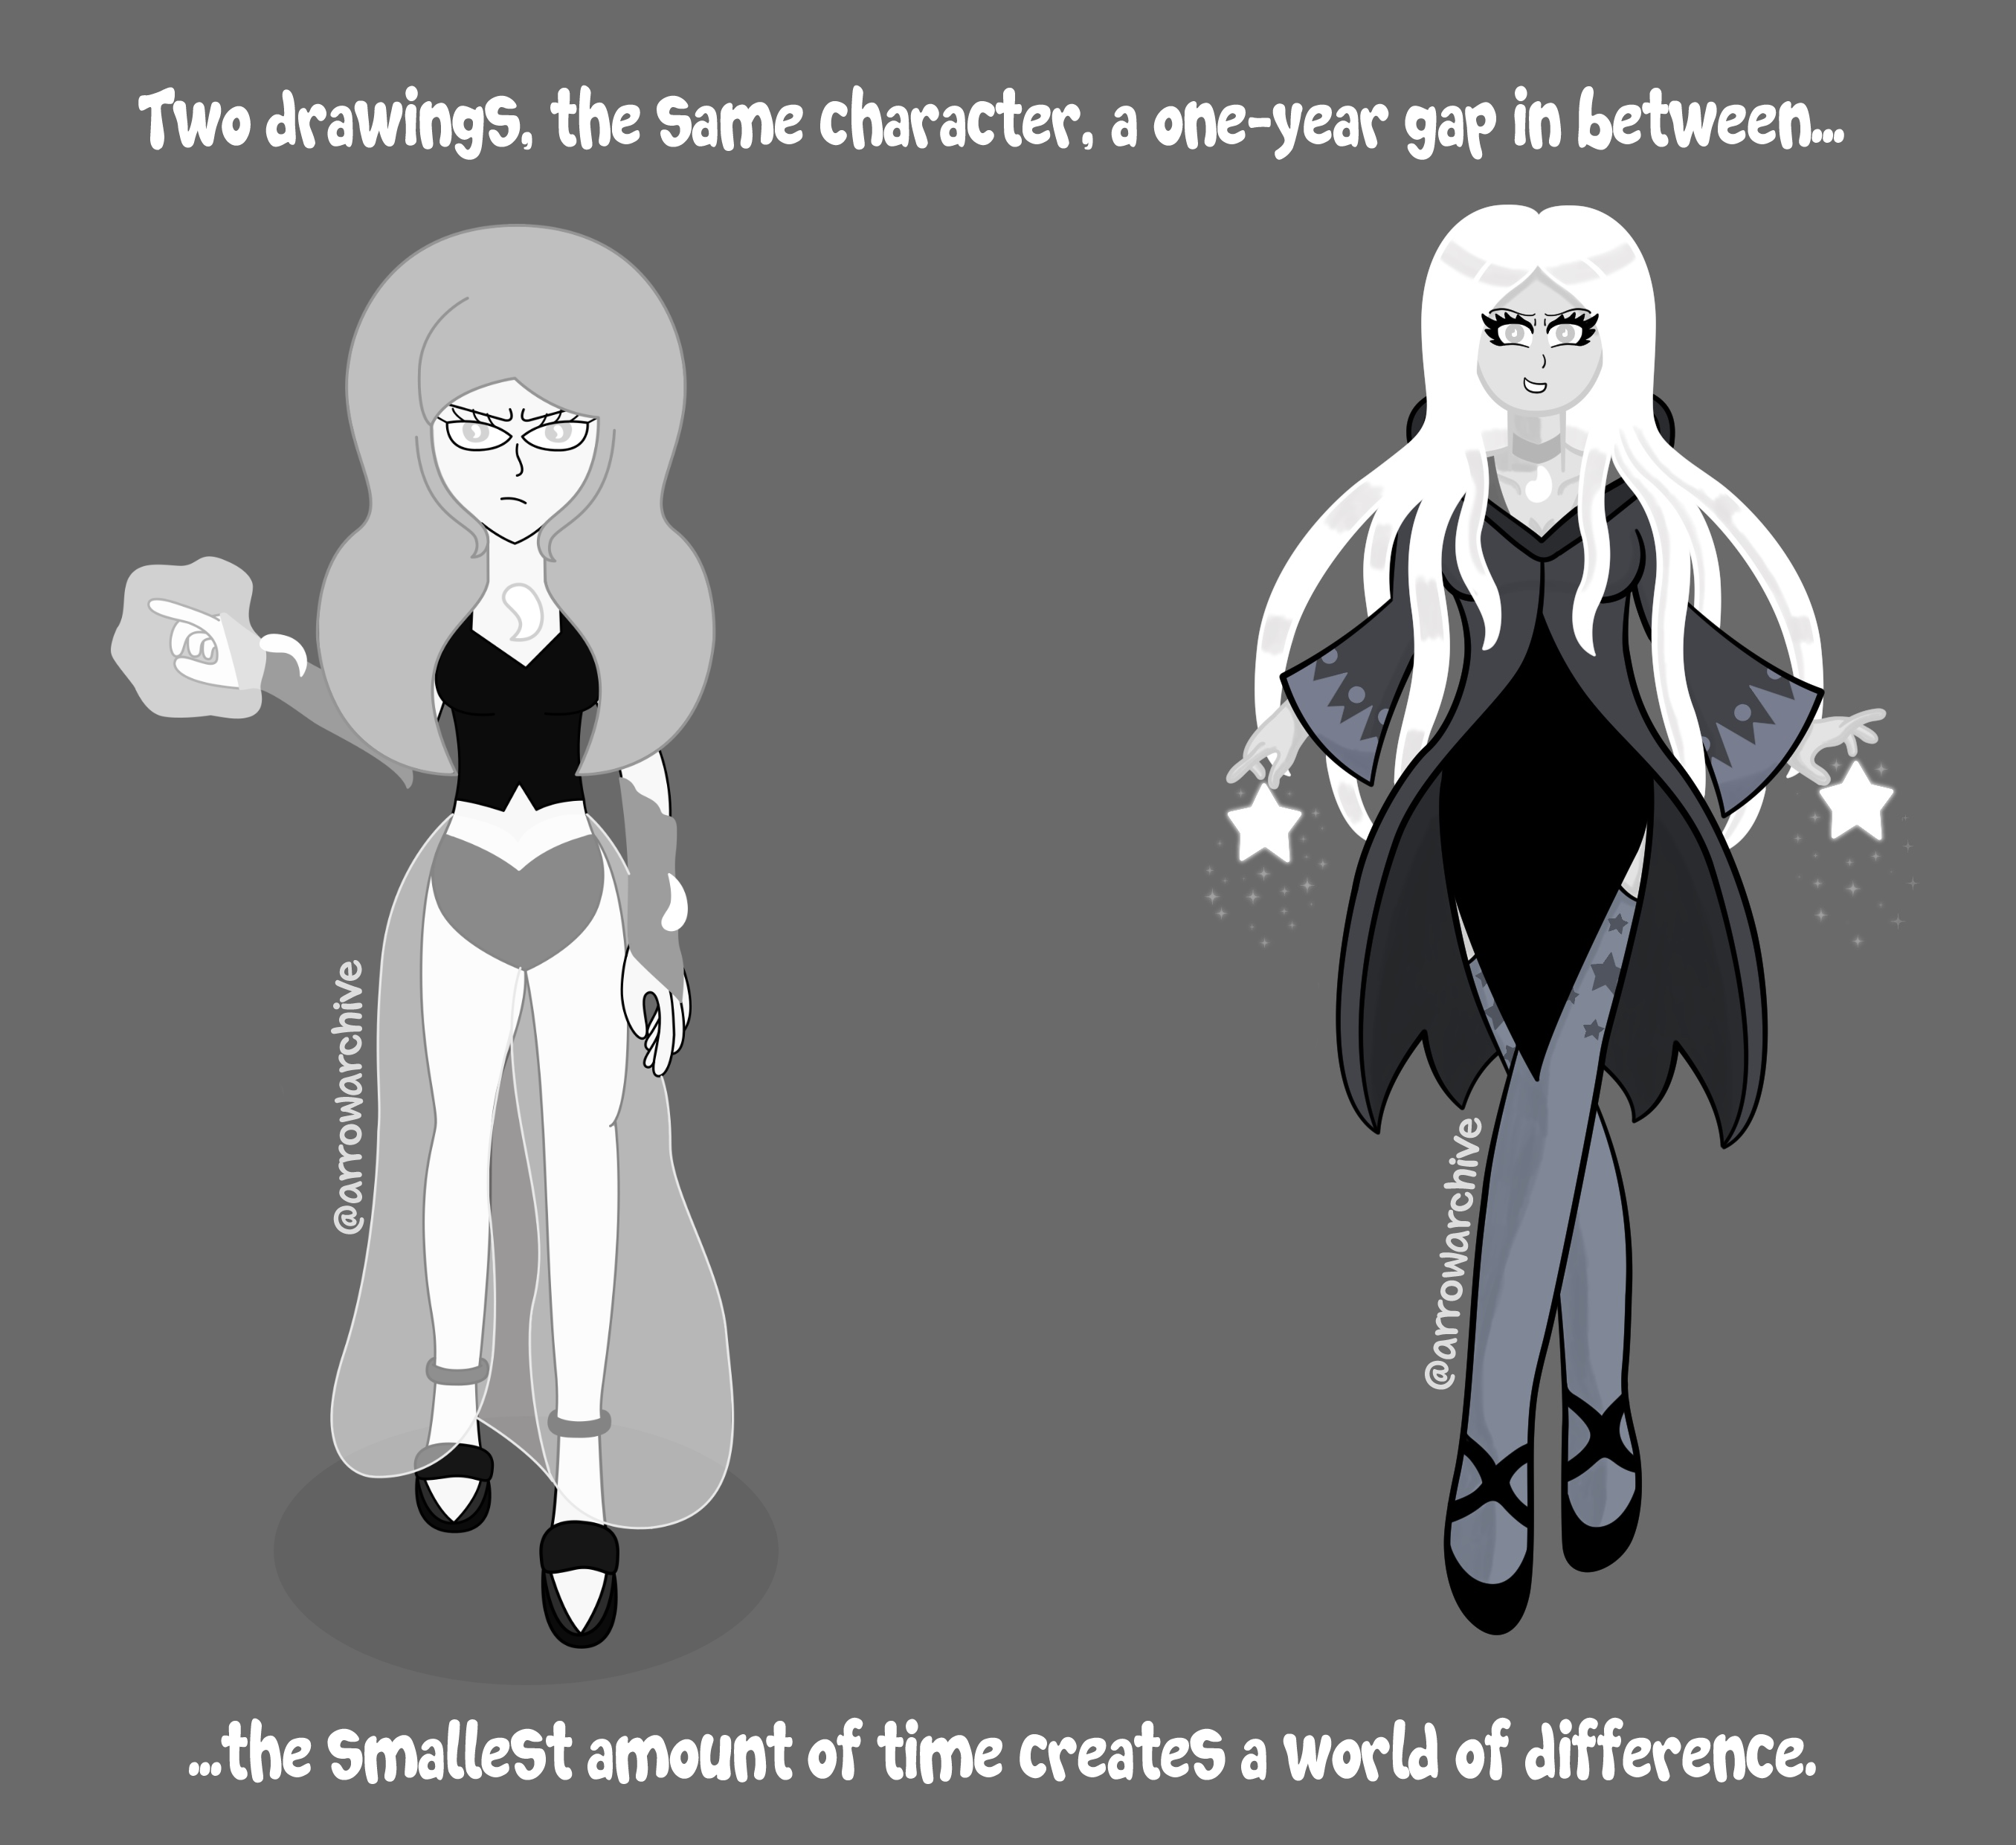 Two drawings, the same character, a one-year gap in between...
@arrowarchive
@arrowarchive
...the smallest amount of time creates a world of difference.